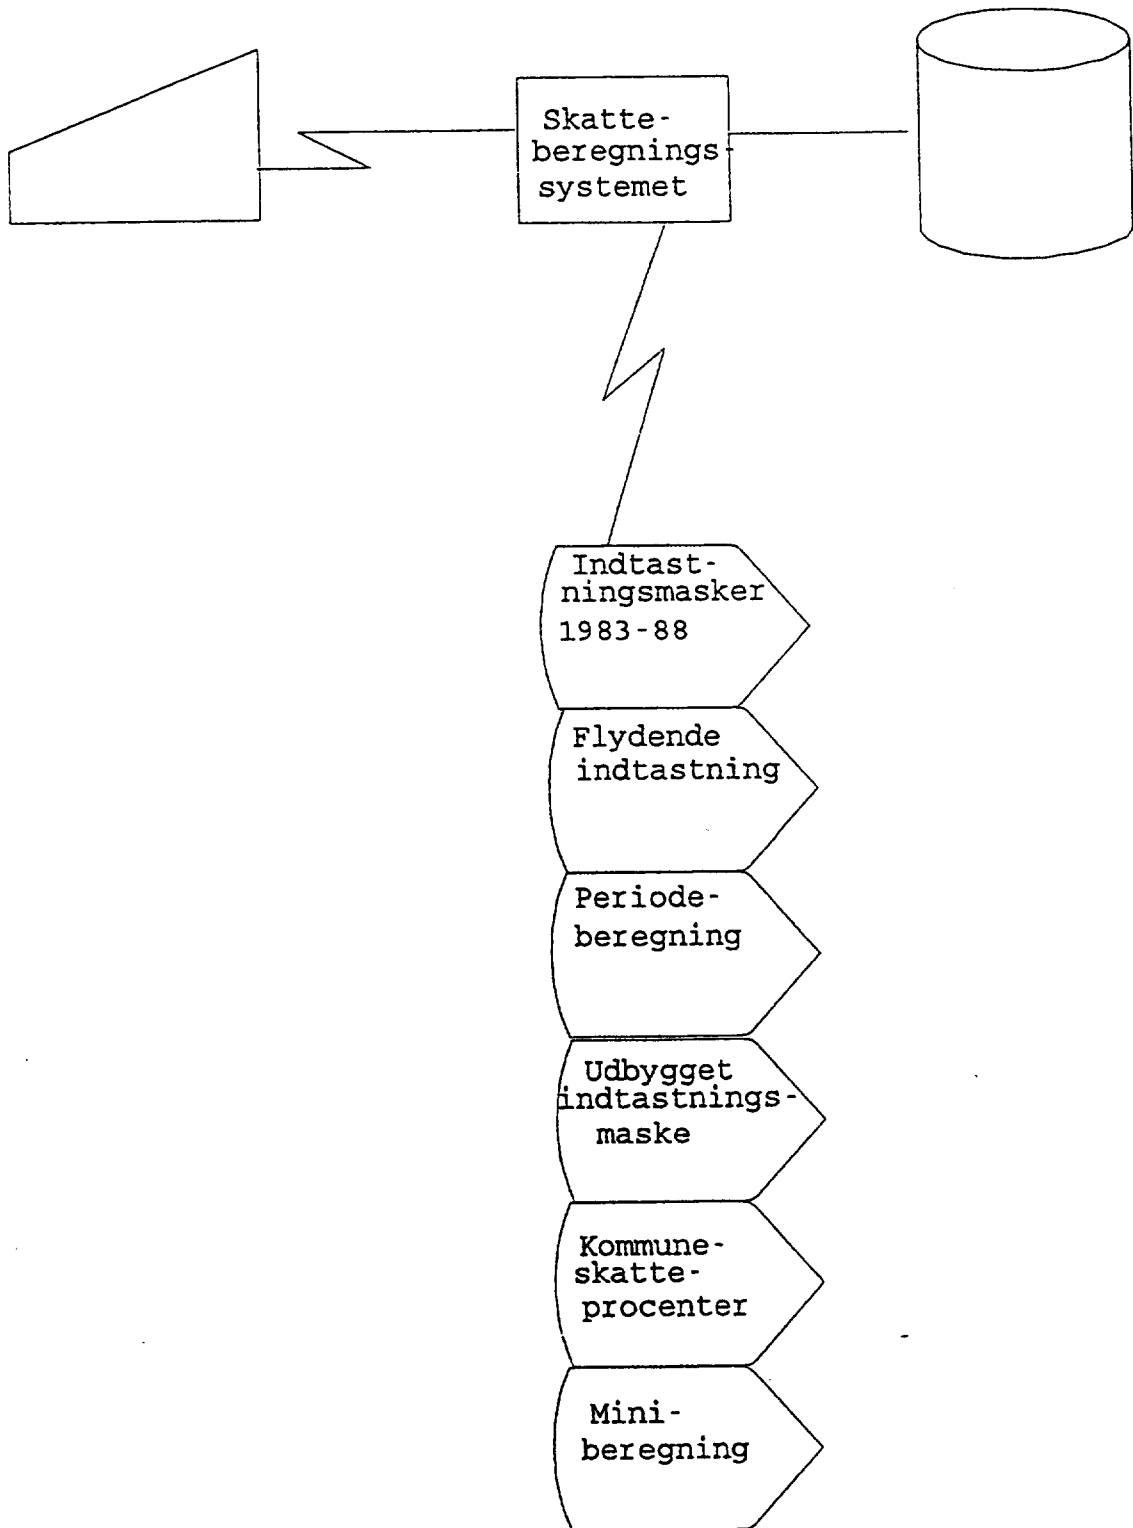 Skatte-
beregnings-
systemet
Indtast-
ningsmasker
1983-88
Flydende
indtastning
Periode-
beregning
Udbygget
indtastnings-
maske
Kommune-
skatte-
procenter
Mini-
beregning